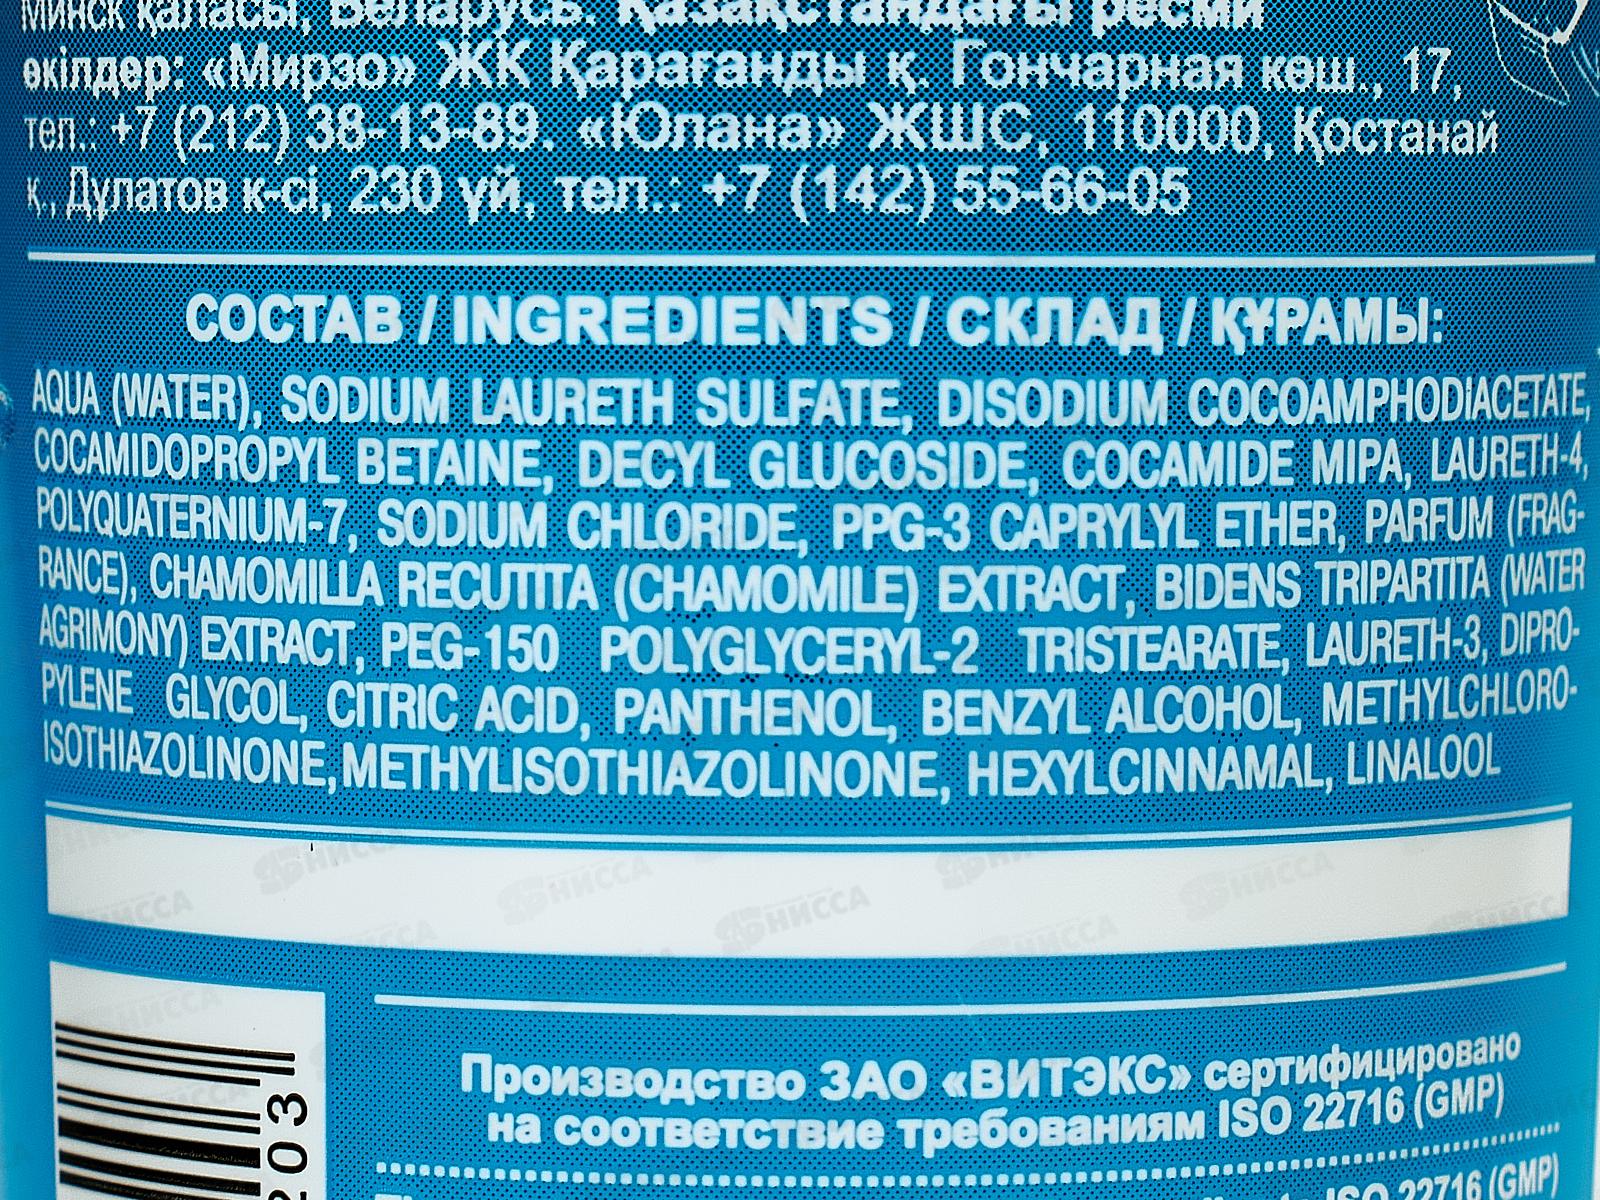 Минск қаласы, Беларусь. Қазақстандағы ресми
өкілдер: «Мирзо» ЖК Қарағанды қ. Гончарная көш., 17,
тел.: +7 (212) 38-13-89. «Юлана» ЖШС, 110000, Қостанай
қ., Дулатов к-сі, 230 үй, тел.: +7 (142) 55-66-05
СОСТАВ / INGREDIENTS / СКЛАД / ҚҰРАМЫ:
AQUA (WATER), SODIUM LAURETH SULFATE, DISODIUM COCOAMPHODIACETATE,
COCAMIDOPROPYL BETAINE, DECYL GLUCOSIDE, COCAMIDE MIPA, LAURETH-4,
POLYQUATERNIUM-7, SODIUM CHLORIDE, PPG-3 CAPRYLYL ETHER, PARFUM (FRAG-
RANCE), CHAMOMILLA RECUTITA (CHAMOMILE) EXTRACT, BIDENS TRIPARTITA (WATER
AGRIMONY) EXTRACT, PEG-150 POLYGLYCERYL-2 TRISTEARATE, LAURETH-3, DIPRO-
PYLENE GLYCOL, CITRIC ACID, PANTHENOL, BENZYL ALCOHOL, METHYLCHLORO-
ISOTHIAZOLINONE, METHYLISOTHIAZOLINONE, HEXYLCINNAMAL, LINALOOL
Производство ЗАО «ВИТЭКС» сертифицировано
на соответствие требованиям ISO 22716 (GMP)
ISO 22716 (GMP)
203